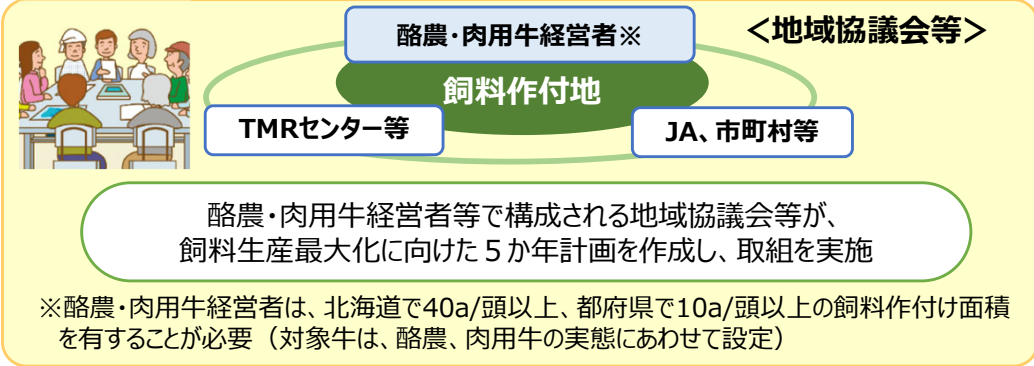 ＜地域協議会等＞
酪農・肉用牛経営者※
飼料作付地
TMRセンター等
JA、市町村等
酪農・肉用牛経営者等で構成される地域協議会等が、
飼料生産最大化に向けた５か年計画を作成し、取組を実施
※酪農・肉用牛経営者は、北海道で40a/頭以上、都府県で10a/頭以上の飼料作付け面積
を有することが必要（対象牛は、酪農、肉用牛の実態にあわせて設定）